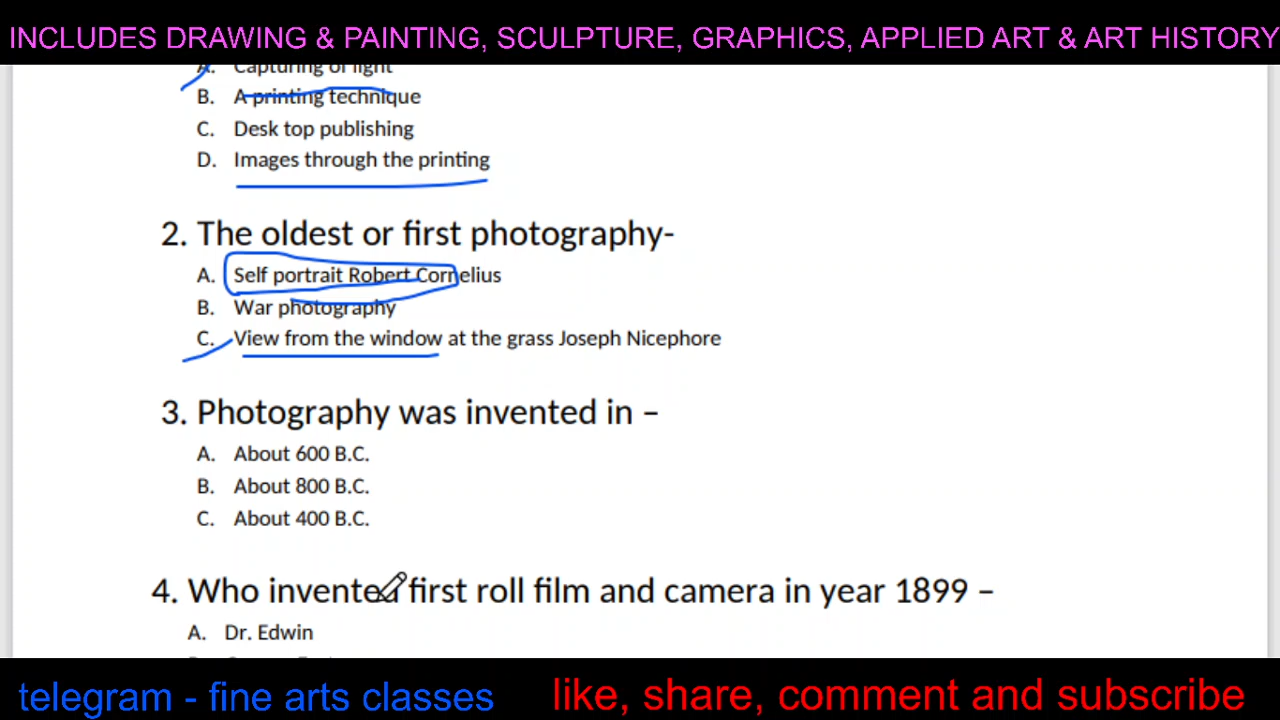 INCLUDES DRAWING & PAINTING, SCULPTURE, GRAPHICS, APPLIED ART & ART HISTORY
A. Capturing of light
B. A printing technique
C. Desk top publishing
D. Images through the printing
2. The oldest or first photography-
A. Self portrait Robert Cornelius
B. War photography
C. View from the window at the grass Joseph Nicephore
3. Photography was invented in –
A. About 600 B.C.
B. About 800 B.C.
C. About 400 B.C.
4. Who invented first roll film and camera in year 1899 –
A. Dr. Edwin
telegram - fine arts classes
like, share, comment and subscribe